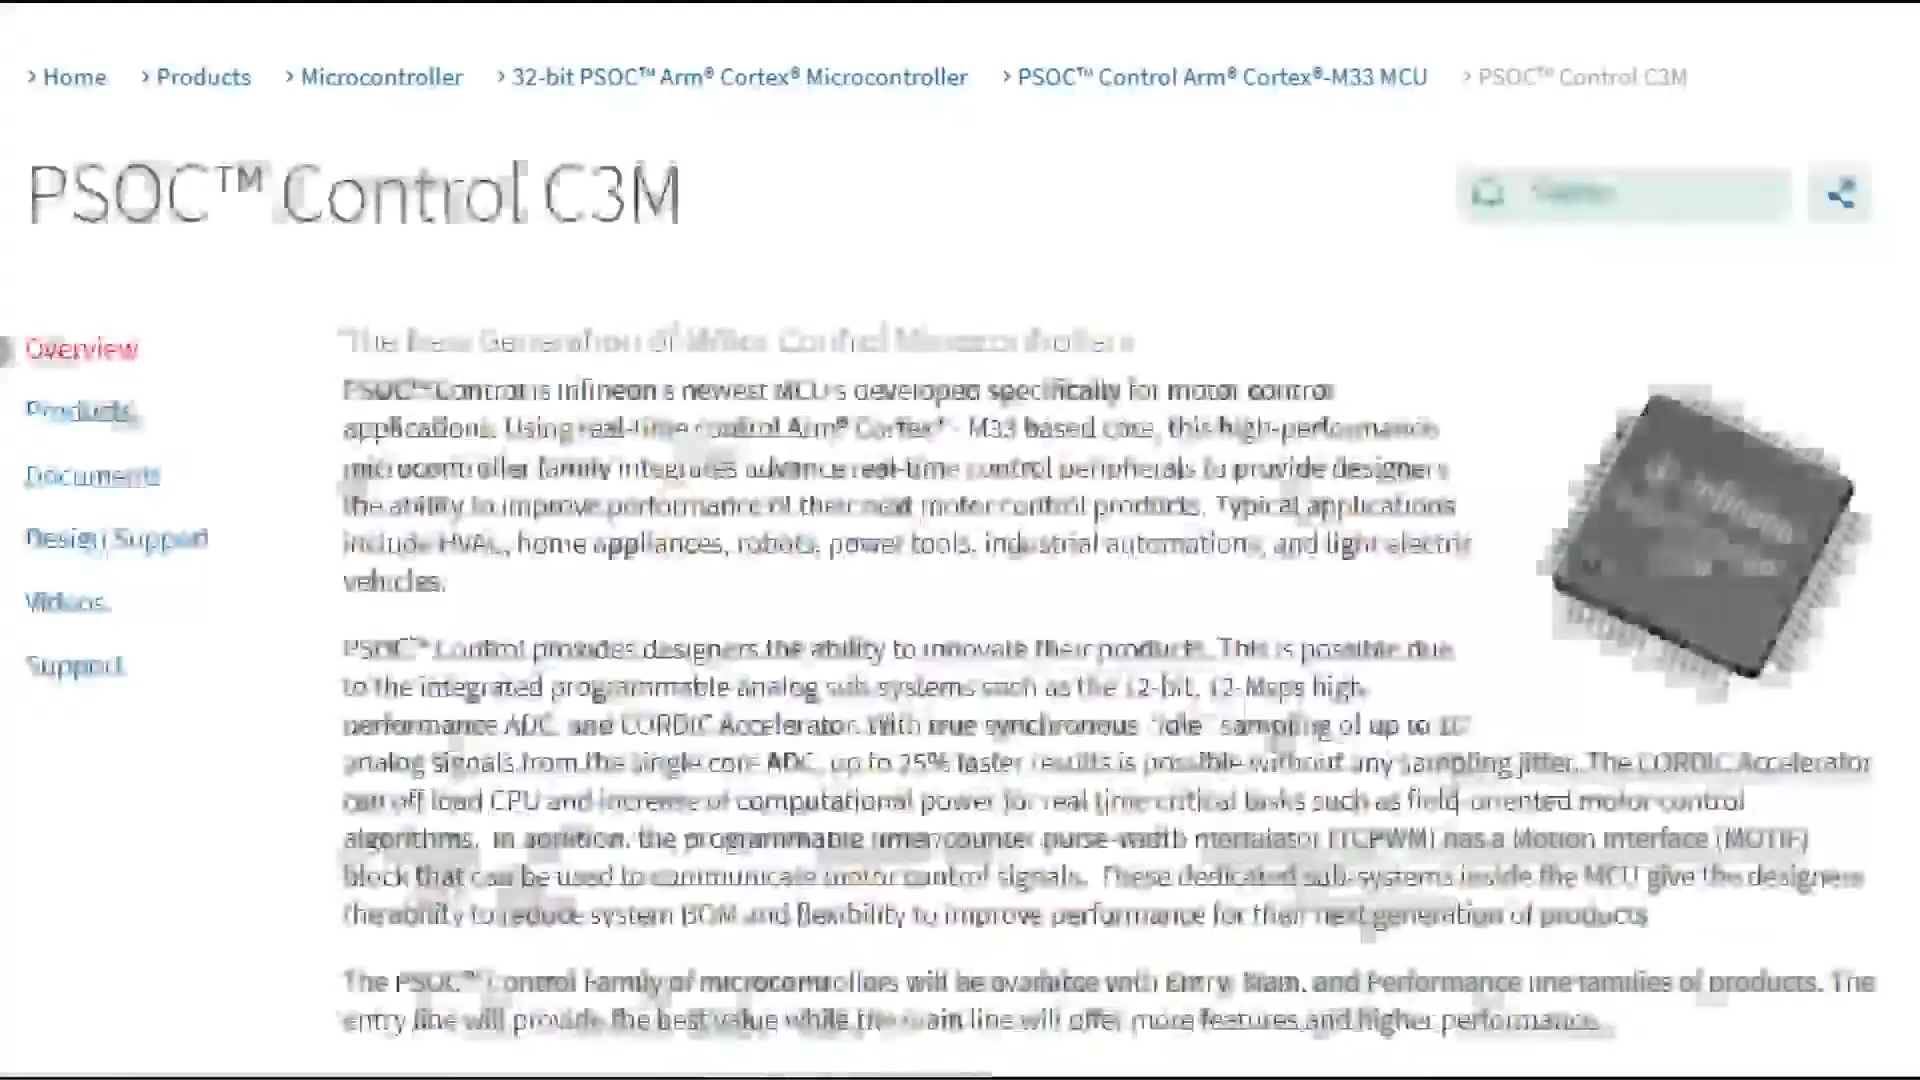 > Home > Products > Microcontroller > 32-bit PSOC™ Arm® Cortex® Microcontroller > PSOC™ Control Arm® Cortex®-M33 MCU > PSOC™ Control C3M
PSOC™ Control C3M
Overview
Products
Documents
Design Support
Videos
Support
The New Generation of Control Microcontrollers
PSOC™ Control is Infineon's newest MCU's developed specifically for motor control
applications. Using real-time control Arm® Cortex® - M33 based core, this high-performance
microcontroller family integrates advance real-time control peripherals to provide designers
the ability to improve performance of their next motor control products. Typical applications
include HVAC, home appliances, robots, power tools, industrial automations, and light electric
vehicles.
PSOC™ Control provides designers the ability to innovate their products. This is possible due
to the integrated programmable analog sub systems such as the 12-bit, 12-Msps high
performance ADC, and CORDIC Accelerator. With true synchronous "idle" sampling of up to
analog signals from the single core ADC, up to 25% faster results is possible without any sampling jitter. The CORDIC Accelerator
can off load CPU and increase of computational power for real time critical tasks such as field-oriented motor control
algorithms. In addition, the programmable timer/counter pulse-width modulator (TCPWM) has a Motion Interface (MOTIF)
block that can be used to communicate motor control signals. These dedicated sub-systems inside the MCU give the designers
the ability to reduce system BOM and flexibility to improve performance for their next generation of products
The PSOC™ Control Family of microcontrollers will be available with Entry, Main, and Performance line families of products. The
entry line will provide the best value while the main line will offer more features and higher performance.
infineon